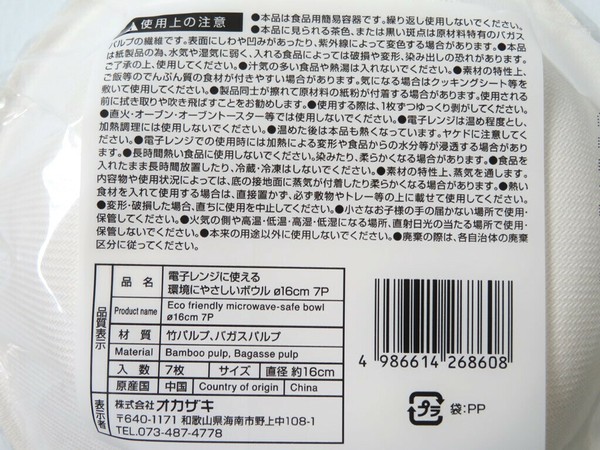 使用上の注意
●本品は食品用簡易容器です。繰り返し使用しないでください。
●本品に見られる茶色、または黒い斑点は原材料特有のバガス
パルプの繊維です。表面にしわや凹みがあったり、紫外線によって変色する場合があります。●本品
は紙製品の為、水気や湿気に弱く、入れる食品によっては破損や変形、染み出しの恐れがあります。
ご了承の上、使用してください。●汁気の多い食品や熱湯は入れないでください。●素材の特性上、
ご飯等のでんぷん質の食材が付きやすい場合があります。気になる場合はクッキングシート等を
敷いて使用してください。●製品同士が擦れて原材料の紙粉が付着する場合があります。使用される
前に拭き取りや吹き飛ばすことをお勧めします。●使用する際は、1枚ずつゆっくり剥がしてください。
●直火・オーブン・オーブントースター等では使用しないでください。●電子レンジは温め程度とし、
加熱調理には使用しないでください。●温めた後は本品も熱くなっています。ヤケドに注意してく
ださい。●電子レンジでの使用時には加熱による変形や食品からの水分等が浸透する場合があり
ます。●長時間熱い食品に使用しないでください。染みたり、柔らかくなる場合があります。●食品を
入れたまま長時間放置したり、冷蔵・冷凍はしないでください。●素材の特性上、蒸気を通します。
内容物や使用状況によっては、底の接地面に蒸気が付着したり柔らかくなる場合があります。●熱い
食材を入れて使用する場合は、直接置かず、必ず敷物やトレー等の上に載せて使用してください。
●変形・破損した場合、直ちに使用を中止してください。●小さなお子様の手の届かない場所で使用・
保管してください。●火気の側や高温・低温、高湿・低湿になる場所、直射日光の当たる場所で使用・
保管しないでください。●本来の用途以外に使用しないでください。●廃棄の際は、各自治体の廃棄
区分に従ってください。
品質表示
品 名 電子レンジに使える
環境にやさしいボウル ø16cm 7P
Product name Eco friendly microwave-safe bowl
ø16cm 7P
材 質 竹パルプ、バガスパルプ
Material Bamboo pulp, Bagasse pulp
入 数 7枚 サイズ 直径 約16cm
原産国 中国 Country of origin China
表示者 株式会社オカザキ
〒640-1171 和歌山県海南市野上中108-1
TEL.073-487-4778
4 986614 268608
プラ 袋:PP